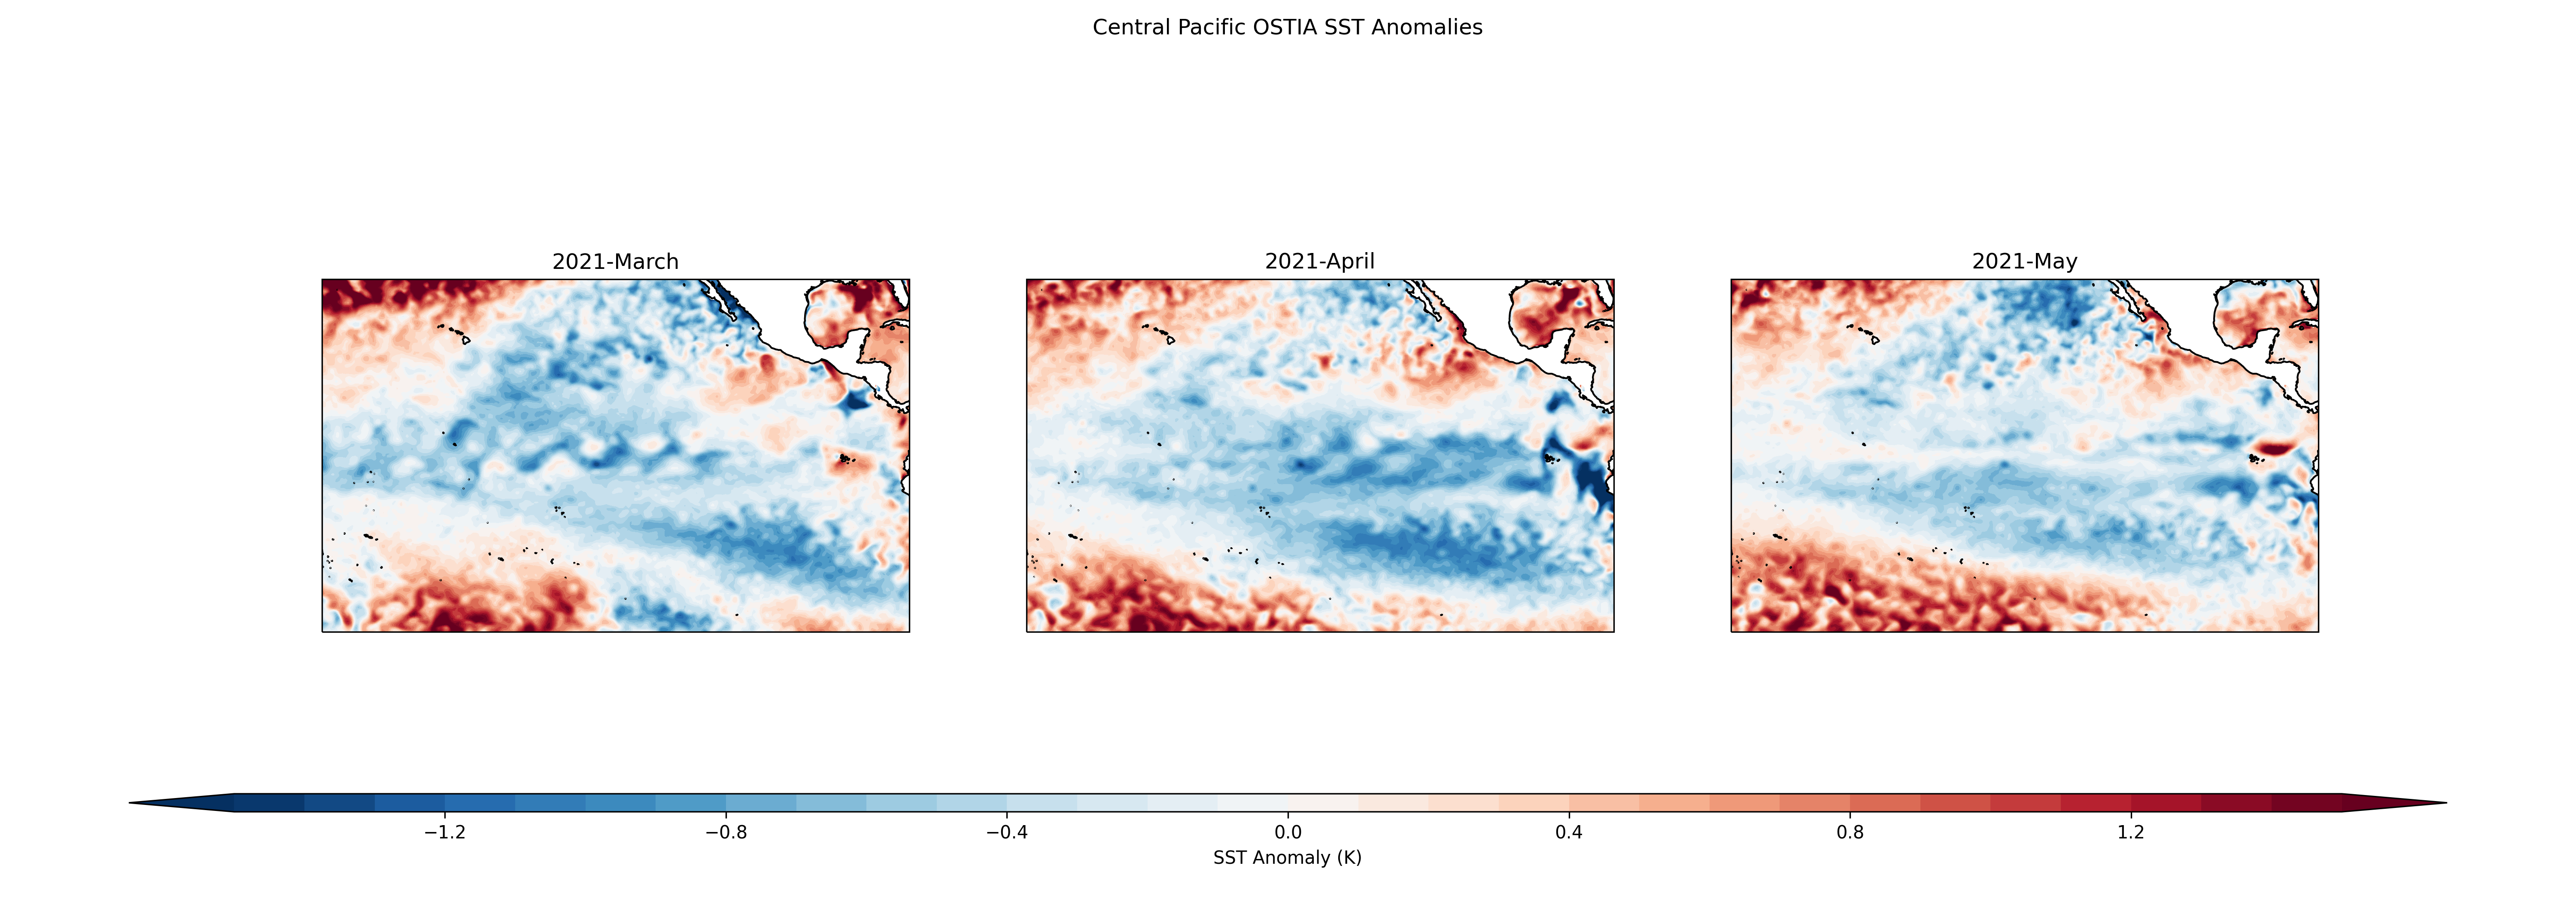 Central Pacific OSTIA SST Anomalies
2021-March
2021-April
2021-May
−1.2
−0.8
−0.4
0.0
0.4
0.8
1.2
SST Anomaly (K)